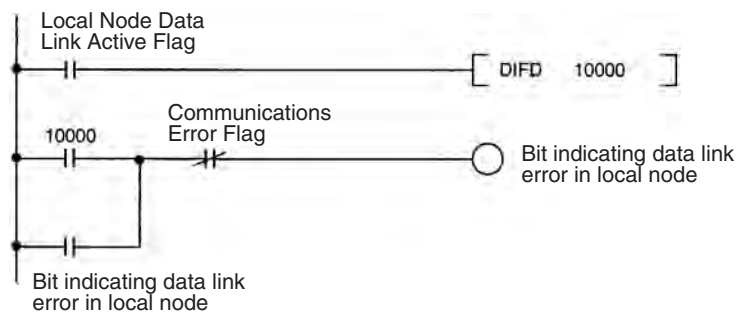 Local Node Data
Link Active Flag
DIFD 10000
10000
Communications
Error Flag
Bit indicating data link
error in local node
Bit indicating data link
error in local node